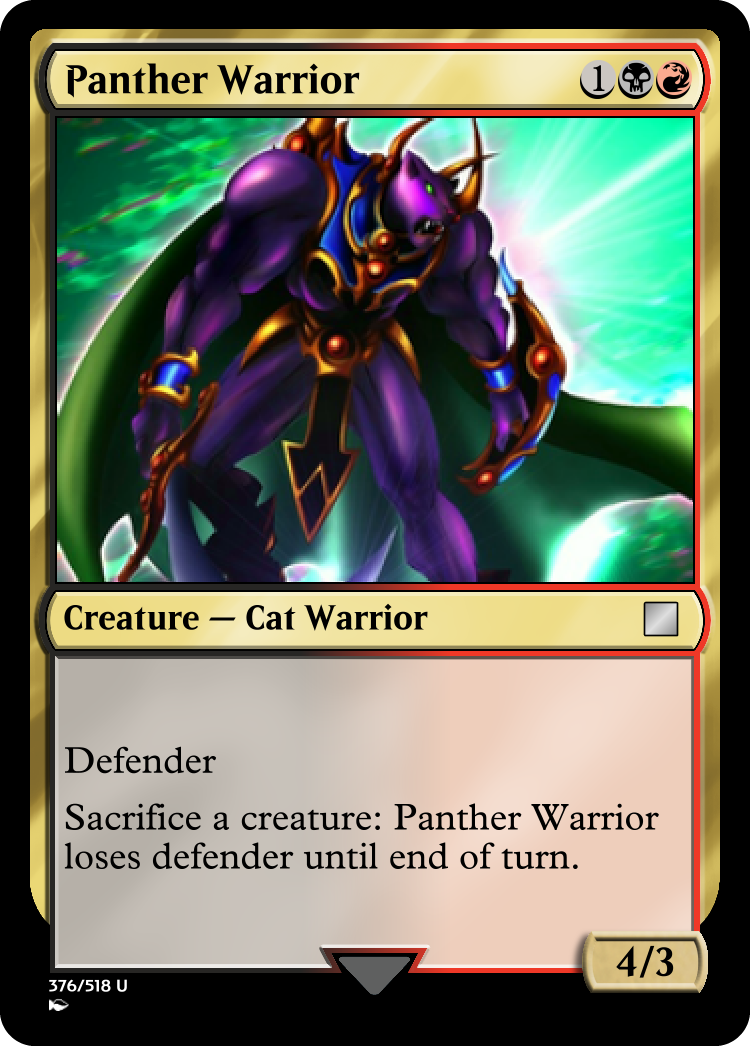 Panther Warrior 1
Creature — Cat Warrior
Defender
Sacrifice a creature: Panther Warrior
loses defender until end of turn.
4/3
376/518 U